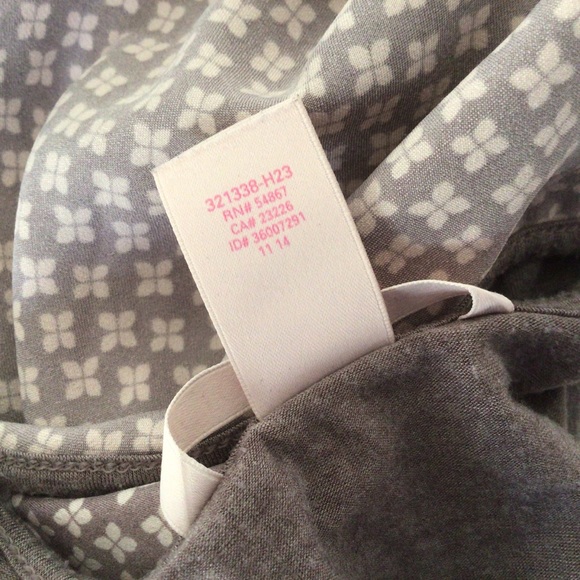 321338-H23
RN# 54867
CA# 23226
ID# 36007291
11 14